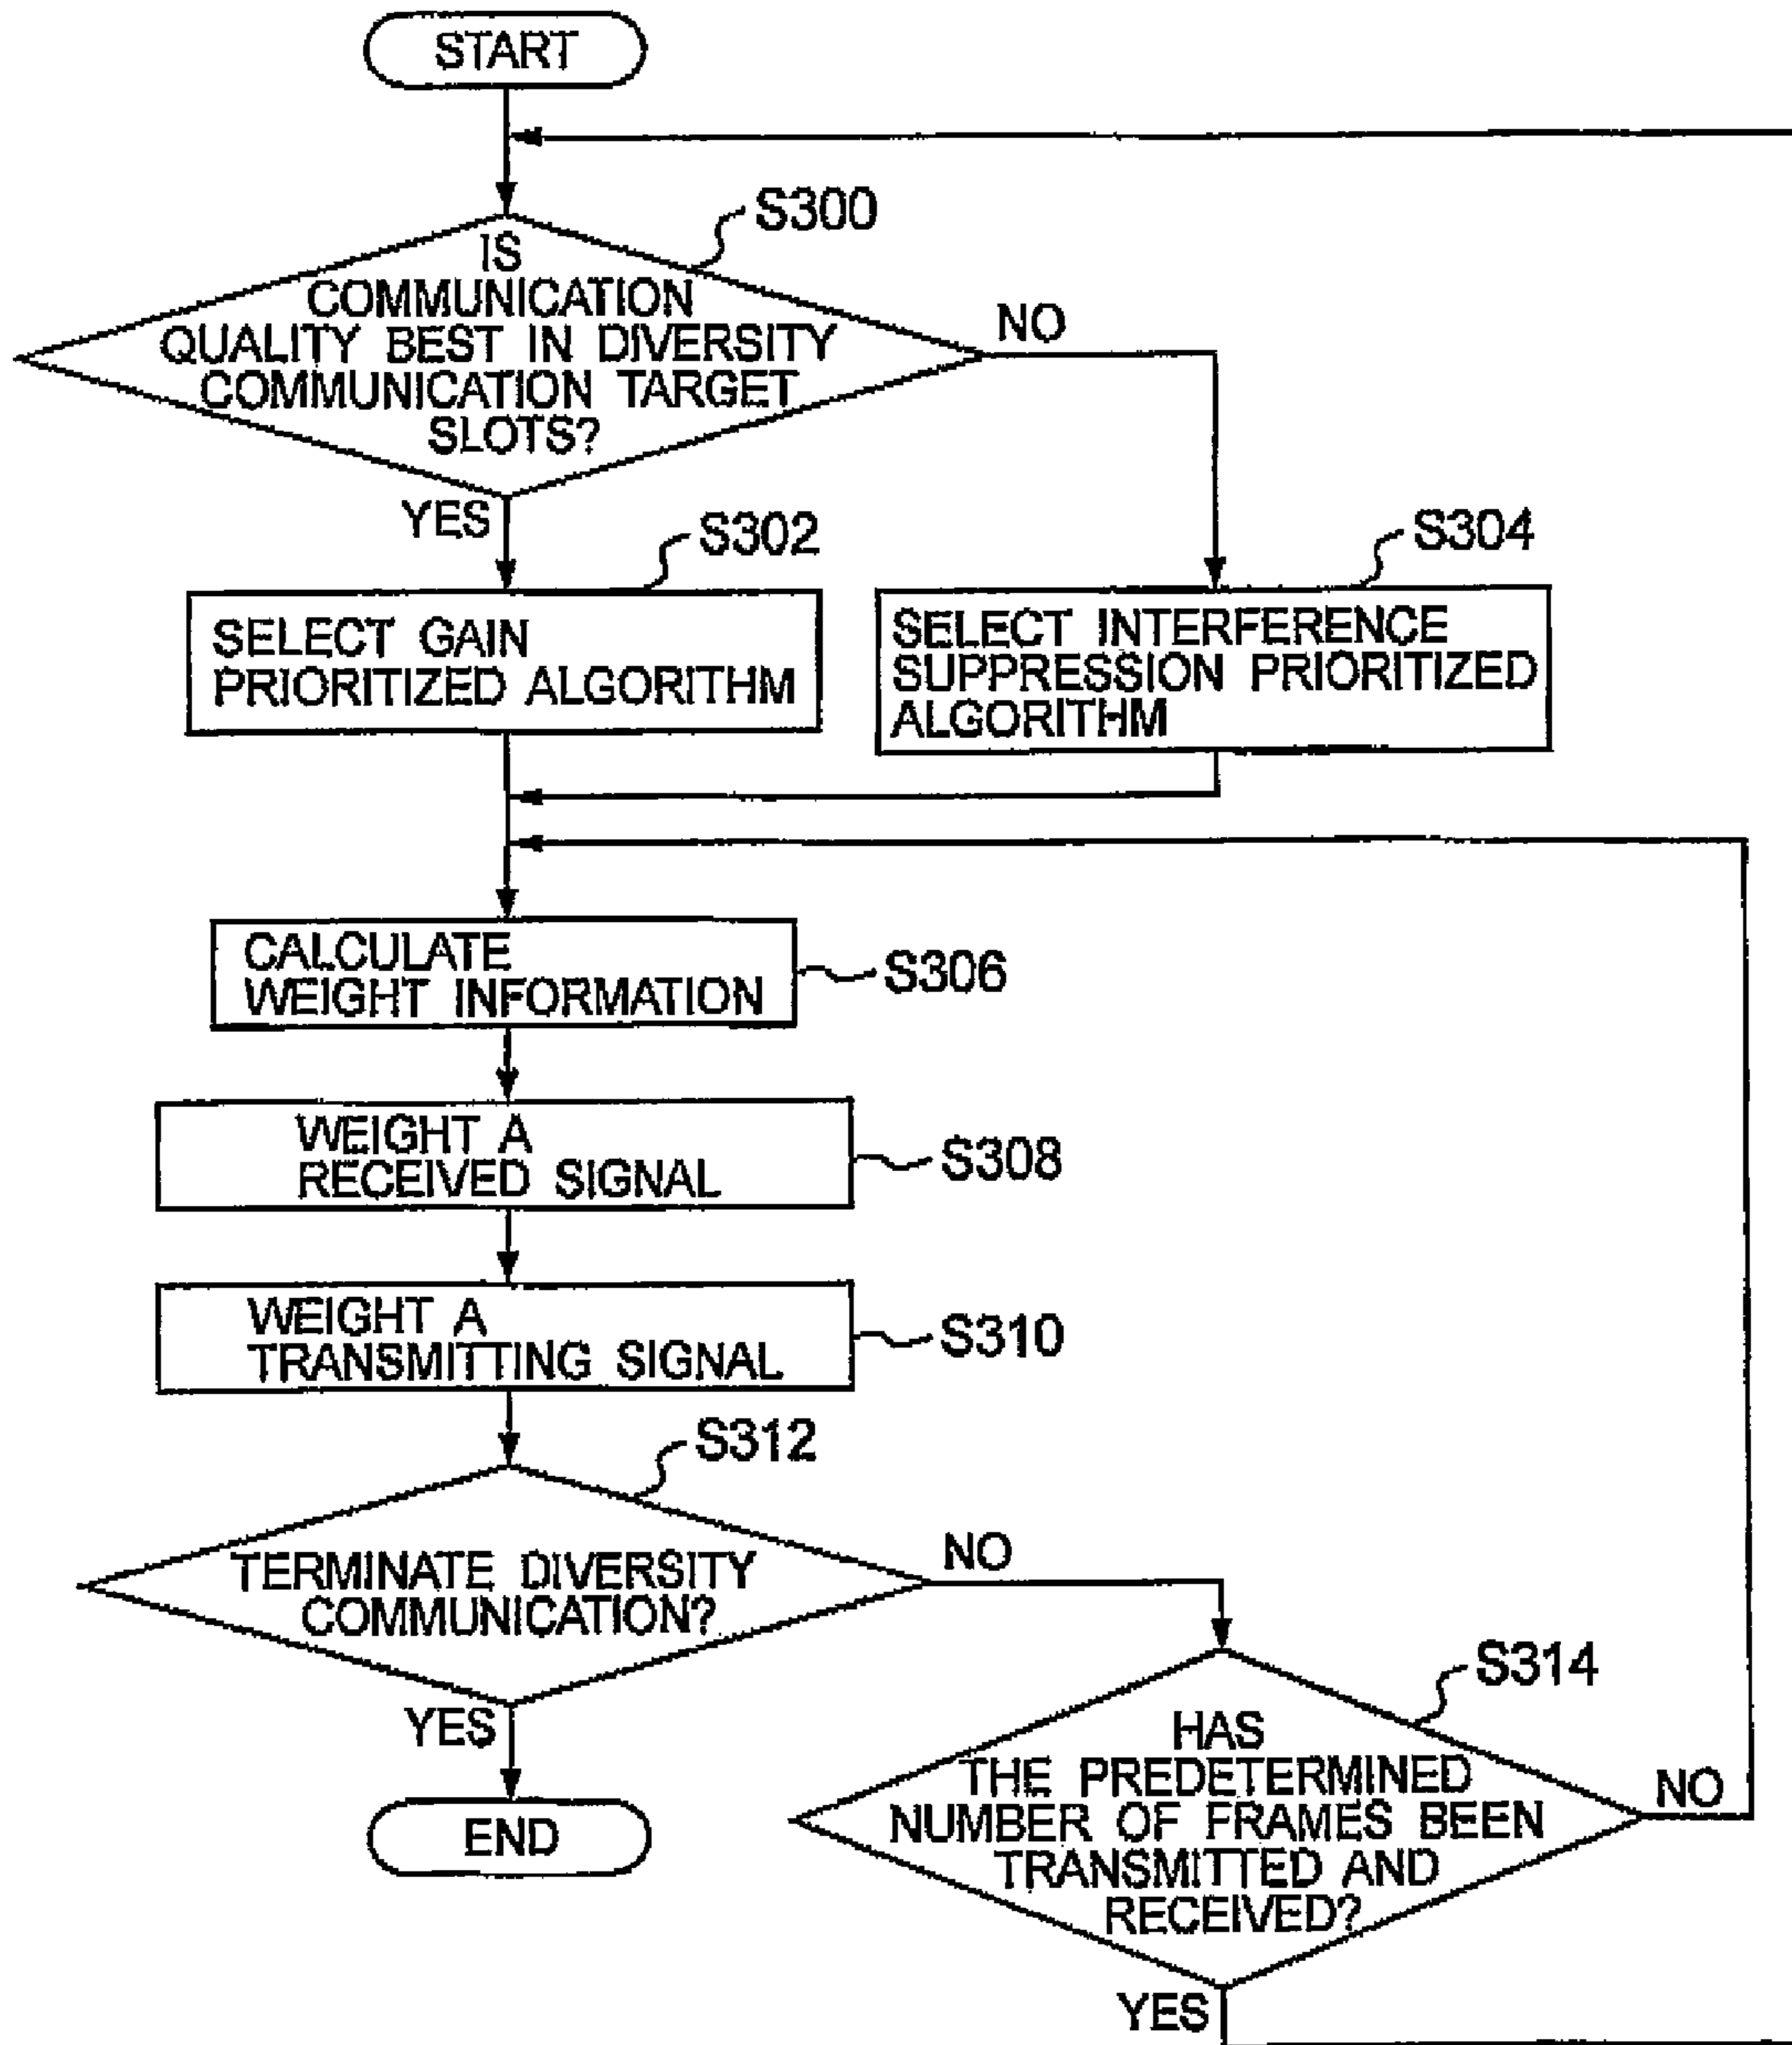 START
S300
IS
COMMUNICATION
QUALITY BEST IN DIVERSITY
COMMUNICATION TARGET
SLOTS?
NO
YES
S302
S304
SELECT GAIN
PRIORITIZED ALGORITHM
SELECT INTERFERENCE
SUPPRESSION PRIORITIZED
ALGORITHM
CALCULATE
WEIGHT INFORMATION
S306
WEIGHT A
RECEIVED SIGNAL
S308
WEIGHT A
TRANSMITTING SIGNAL
S310
S312
TERMINATE DIVERSITY
COMMUNICATION?
NO
YES
S314
HAS
THE PREDETERMINED
NUMBER OF FRAMES BEEN
TRANSMITTED AND
RECEIVED?
NO
END
YES